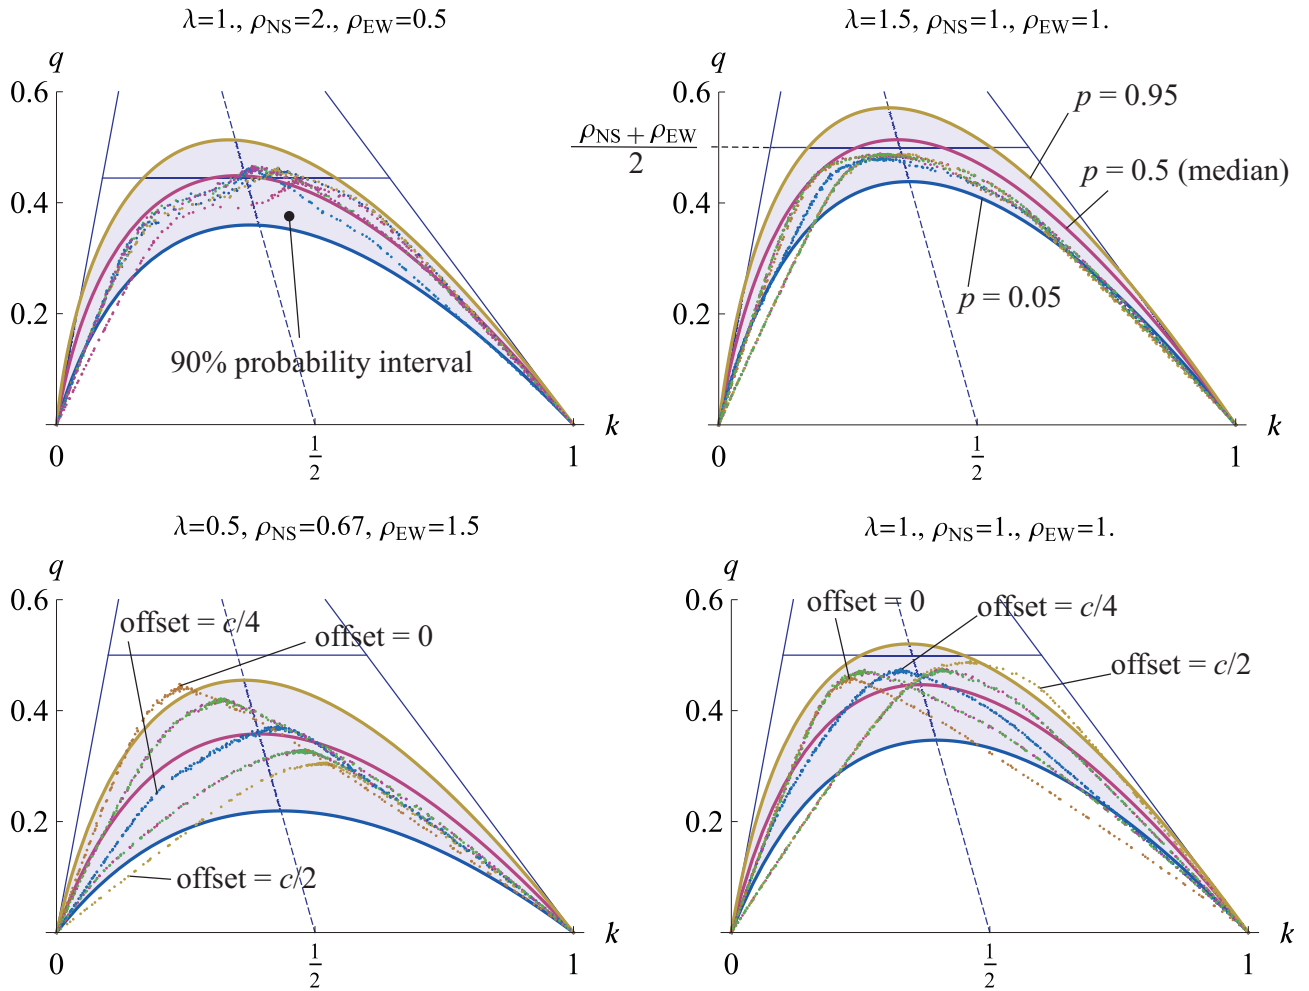 λ=1., ρNS=2., ρEW=0.5
q
0.6
0.4
0.2
90% probability interval
k
0
1/2
1
λ=1.5, ρNS=1., ρEW=1.
q
0.6
p = 0.95
ρNS + ρEW
2
p = 0.5 (median)
0.4
p = 0.05
0.2
k
0
1/2
1
λ=0.5, ρNS=0.67, ρEW=1.5
q
0.6
offset = c/4
offset = 0
0.4
0.2
offset = c/2
k
0
1/2
1
λ=1., ρNS=1., ρEW=1.
q
0.6
offset = 0
offset = c/4
offset = c/2
0.4
0.2
k
0
1/2
1